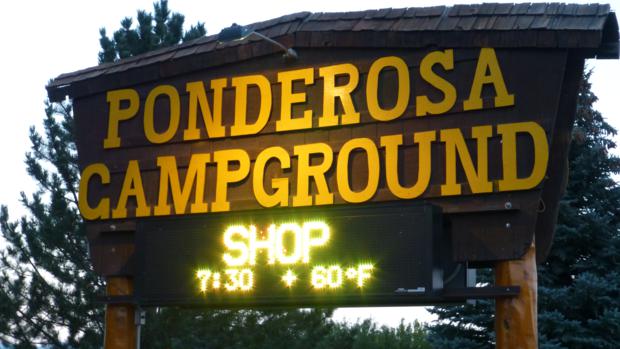 PONDEROSA
CAMPGROUND
SHOP
7:30 + 60°F